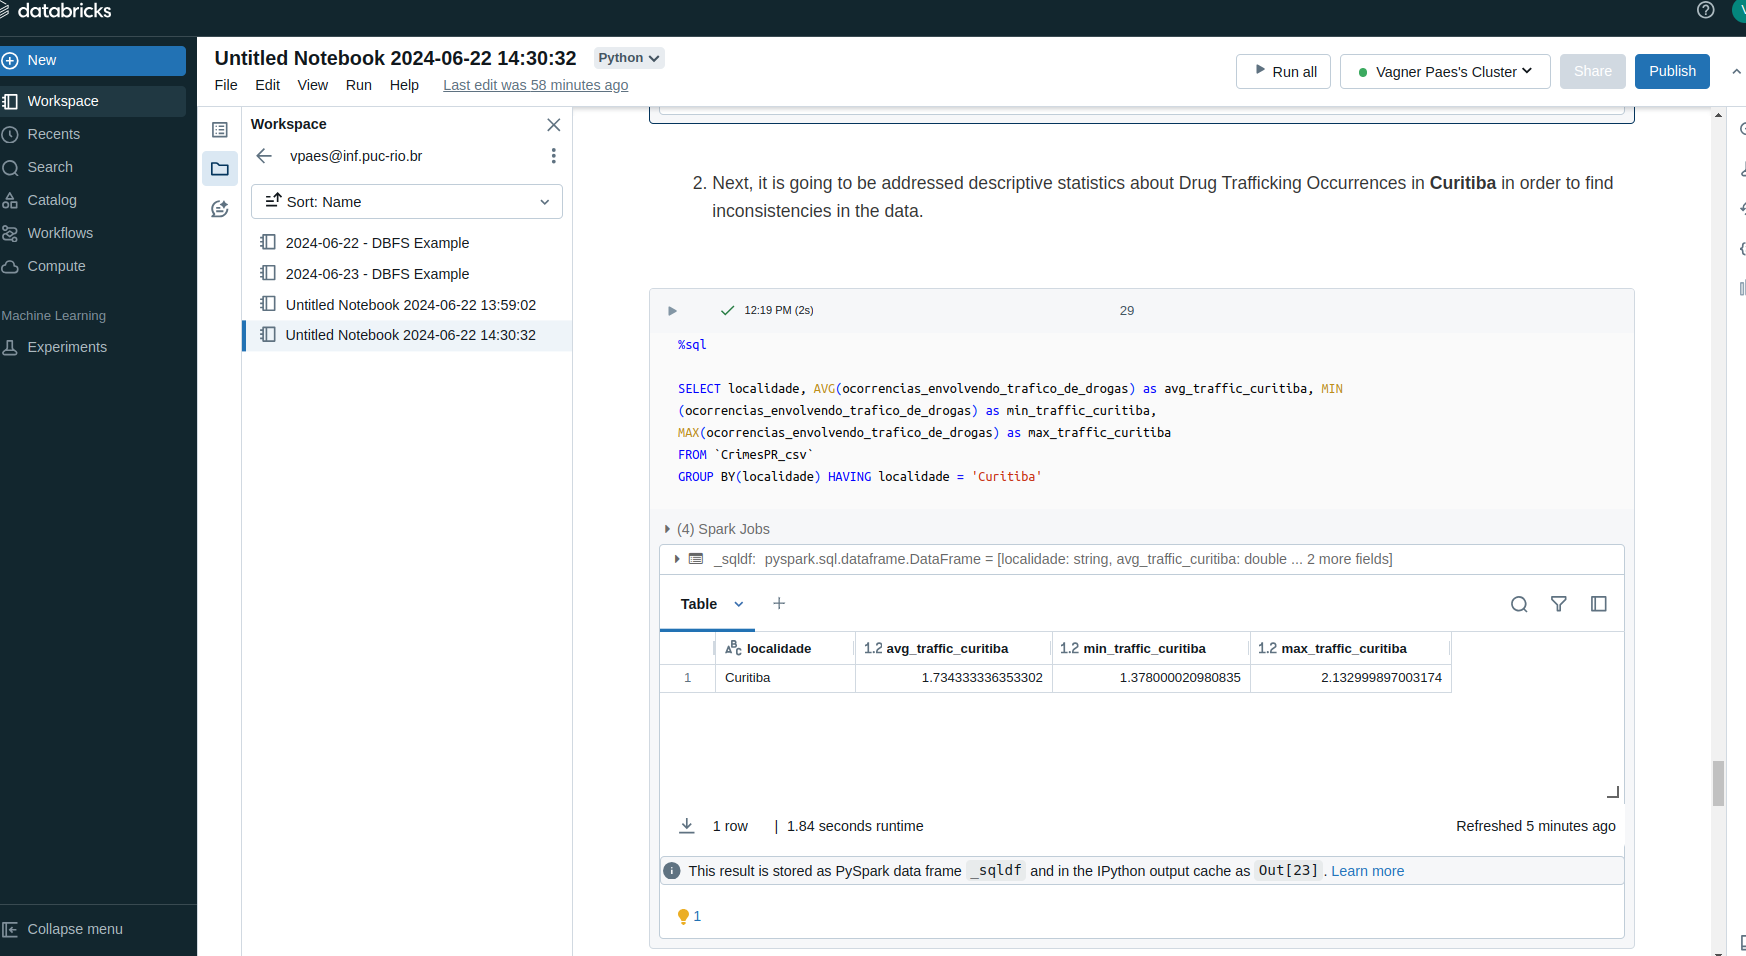 databricks
New
Workspace
Recents
Search
Catalog
Workflows
Compute
Machine Learning
Experiments
Collapse menu
Untitled Notebook 2024-06-22 14:30:32 Python
File Edit View Run Help Last edit was 58 minutes ago
Run all Vagner Paes's Cluster Share Publish
Workspace
vpaes@inf.puc-rio.br
Sort: Name
2024-06-22 - DBFS Example
2024-06-23 - DBFS Example
Untitled Notebook 2024-06-22 13:59:02
Untitled Notebook 2024-06-22 14:30:32
2. Next, it is going to be addressed descriptive statistics about Drug Trafficking Occurrences in Curitiba in order to find
inconsistencies in the data.
12:19 PM (2s) 29
%sql
SELECT localidade, AVG(ocorrencias_envolvendo_trafico_de_drogas) as avg_traffic_curitiba, MIN
(ocorrencias_envolvendo_trafico_de_drogas) as min_traffic_curitiba,
MAX(ocorrencias_envolvendo_trafico_de_drogas) as max_traffic_curitiba
FROM `CrimesPR_csv`
GROUP BY(localidade) HAVING localidade = 'Curitiba'
(4) Spark Jobs
_sqldf: pyspark.sql.dataframe.DataFrame = [localidade: string, avg_traffic_curitiba: double ... 2 more fields]
Table +
ABC localidade 1.2 avg_traffic_curitiba 1.2 min_traffic_curitiba 1.2 max_traffic_curitiba
1 Curitiba 1.734333336353302 1.378000020980835 2.132999897003174
1 row | 1.84 seconds runtime Refreshed 5 minutes ago
This result is stored as PySpark data frame _sqldf and in the IPython output cache as Out[23] . Learn more
1